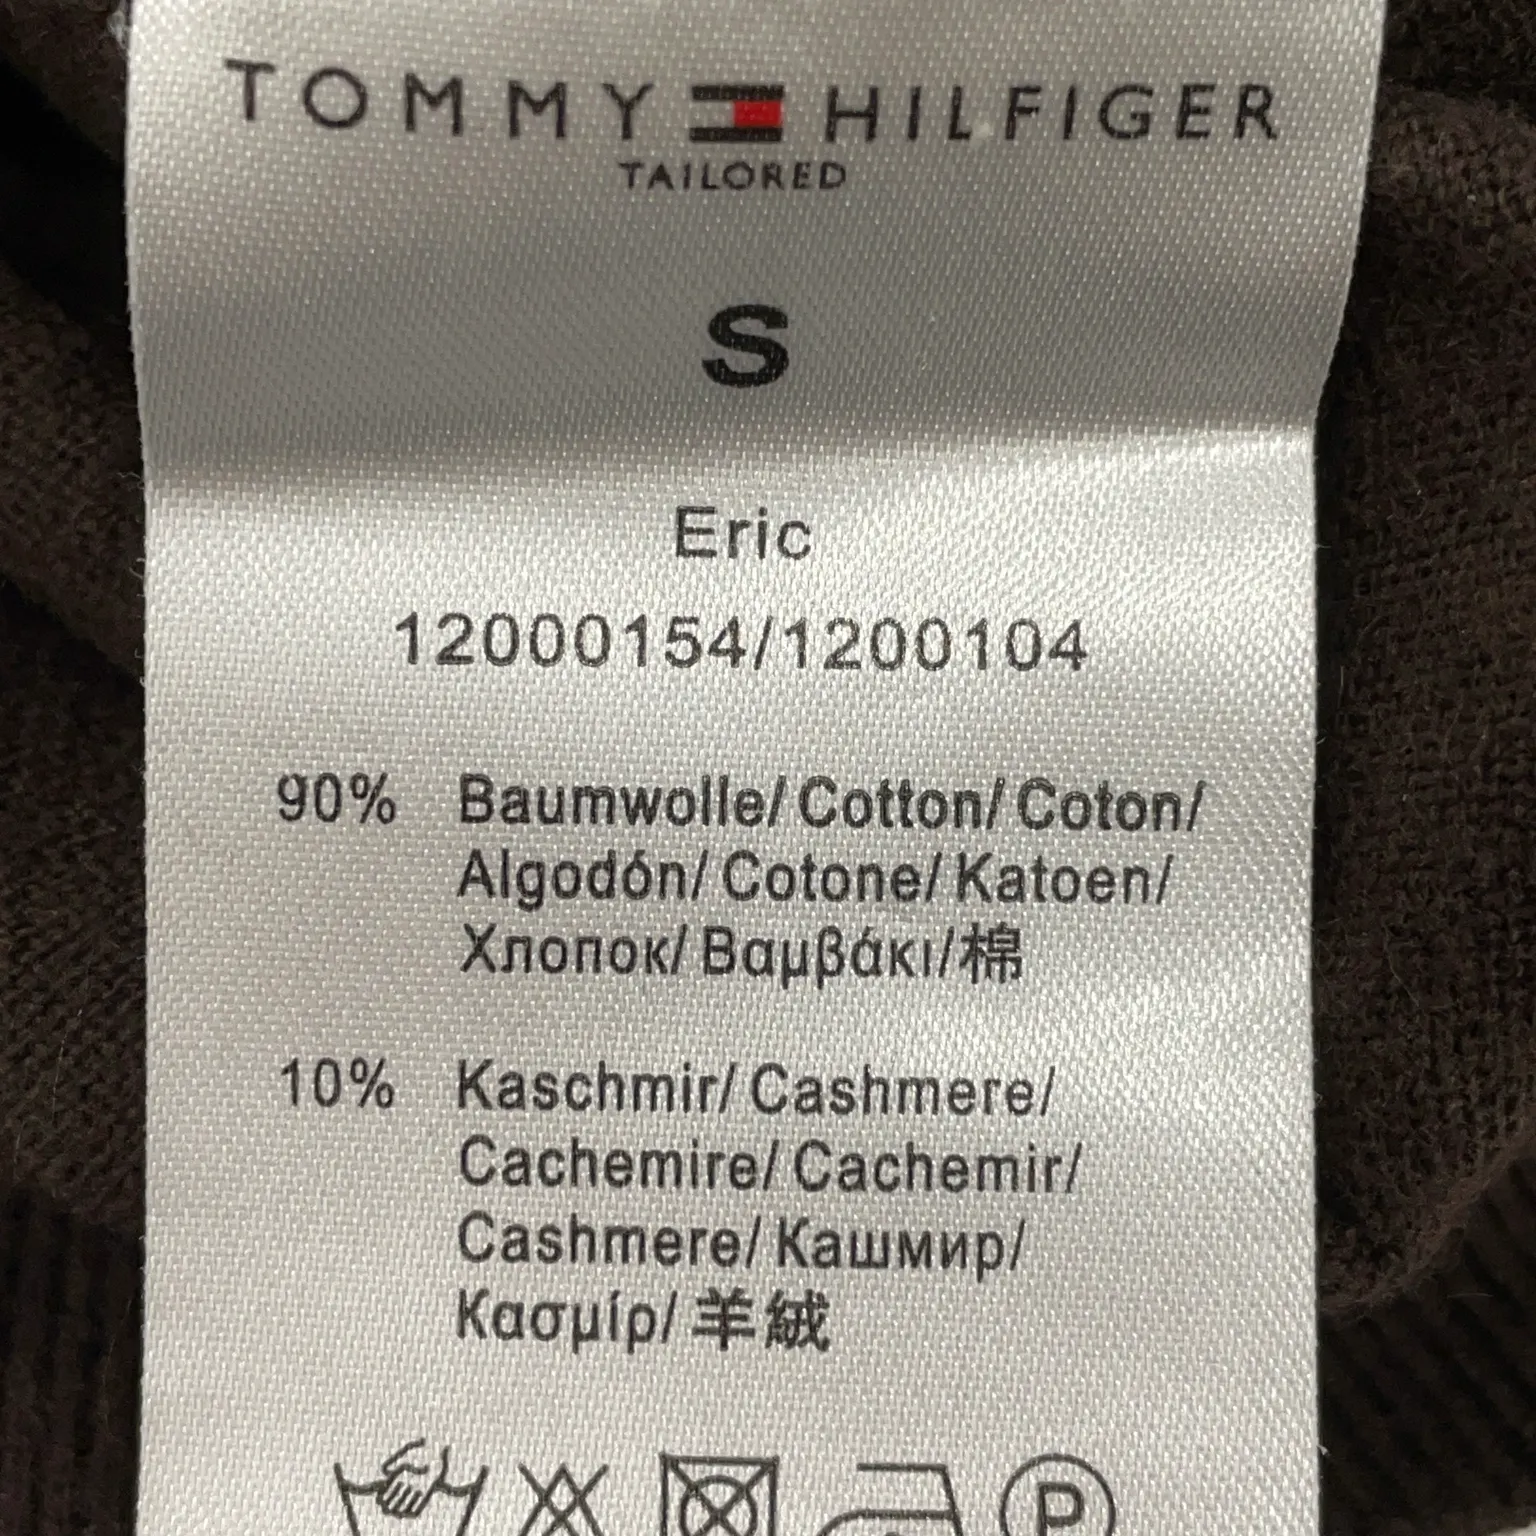 TOMMY HILFIGER
TAILORED
S
Eric
12000154/1200104
90% Baumwolle/ Cotton/ Coton/
Algodón/ Cotone/ Katoen/
Хлопок/ Βαμβάκι/棉
10% Kaschmir/ Cashmere/
Cachemire/ Cachemir/
Cashmere/ Кашмир/
Κασμίρ/ 羊絨
P